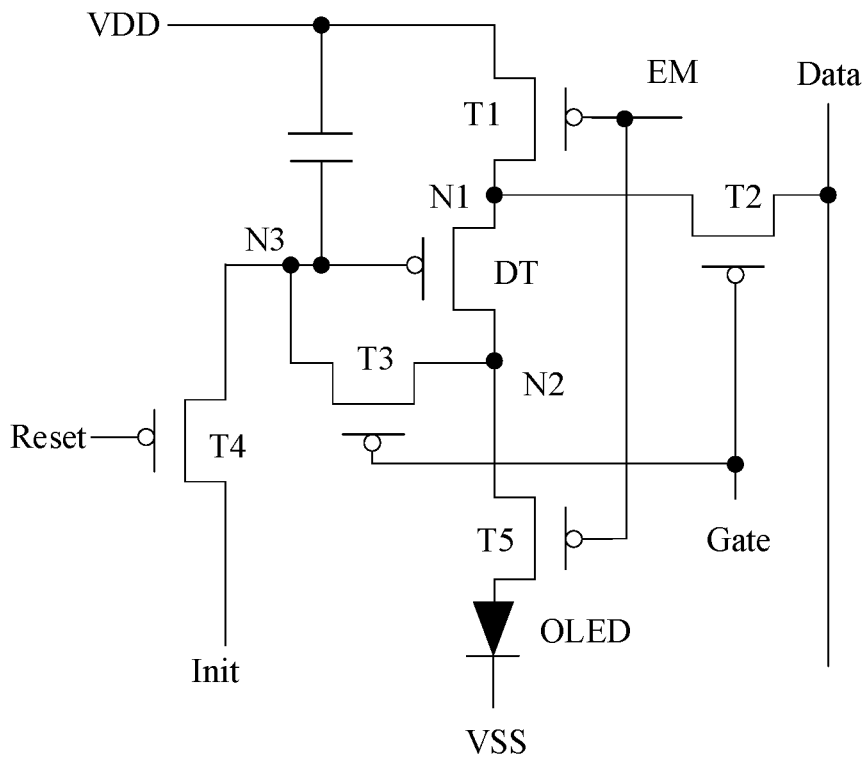 VDD
EM
Data
T1
N1
T2
N3
DT
T3
N2
Reset
T4
T5
Gate
OLED
Init
VSS